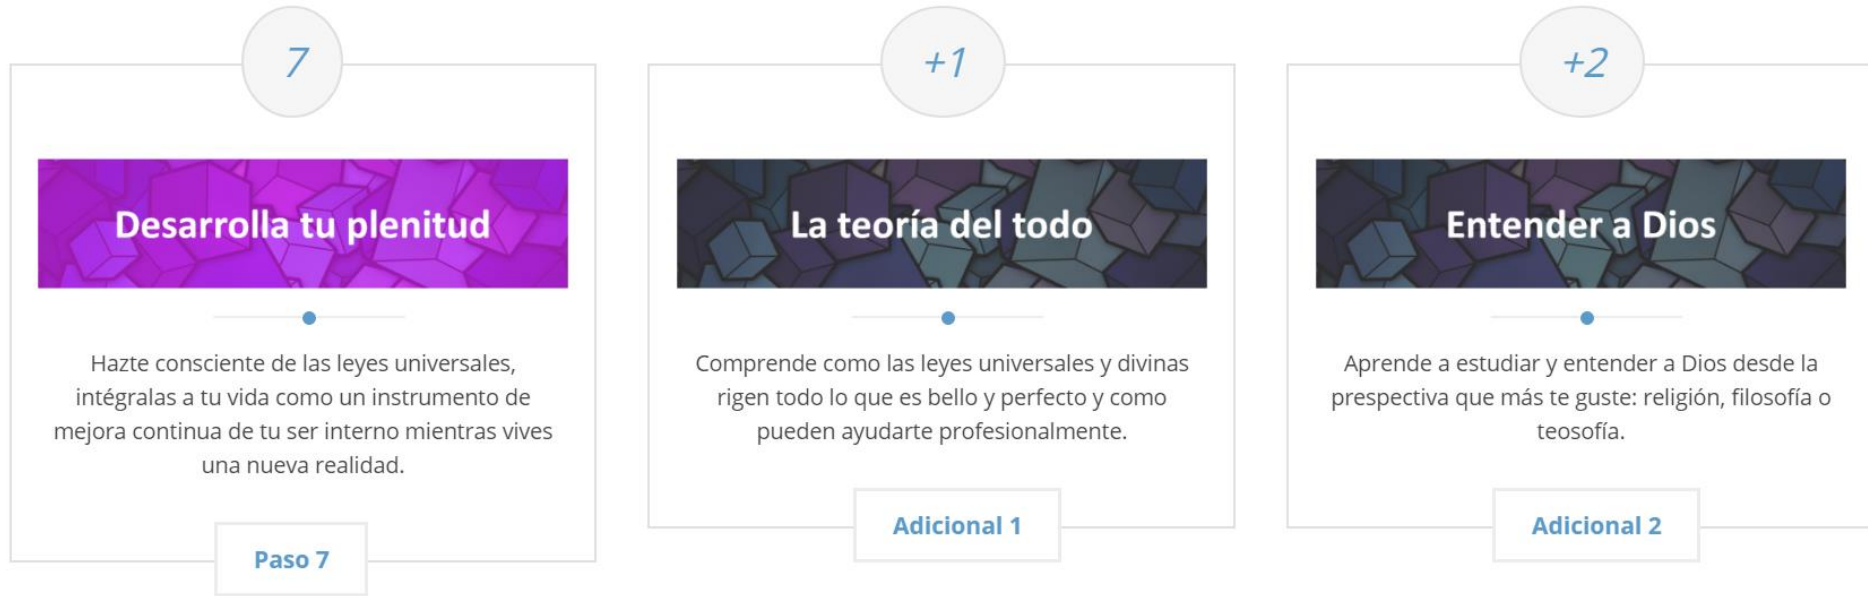 7
Desarrolla tu plenitud
Hazte consciente de las leyes universales,
intégralas a tu vida como un instrumento de
mejora continua de tu ser interno mientras vives
una nueva realidad.
Paso 7
+1
La teoría del todo
Comprende como las leyes universales y divinas
rigen todo lo que es bello y perfecto y como
pueden ayudarte profesionalmente.
Adicional 1
+2
Entender a Dios
Aprende a estudiar y entender a Dios desde la
prespectiva que más te guste: religión, filosofía o
teosofía.
Adicional 2